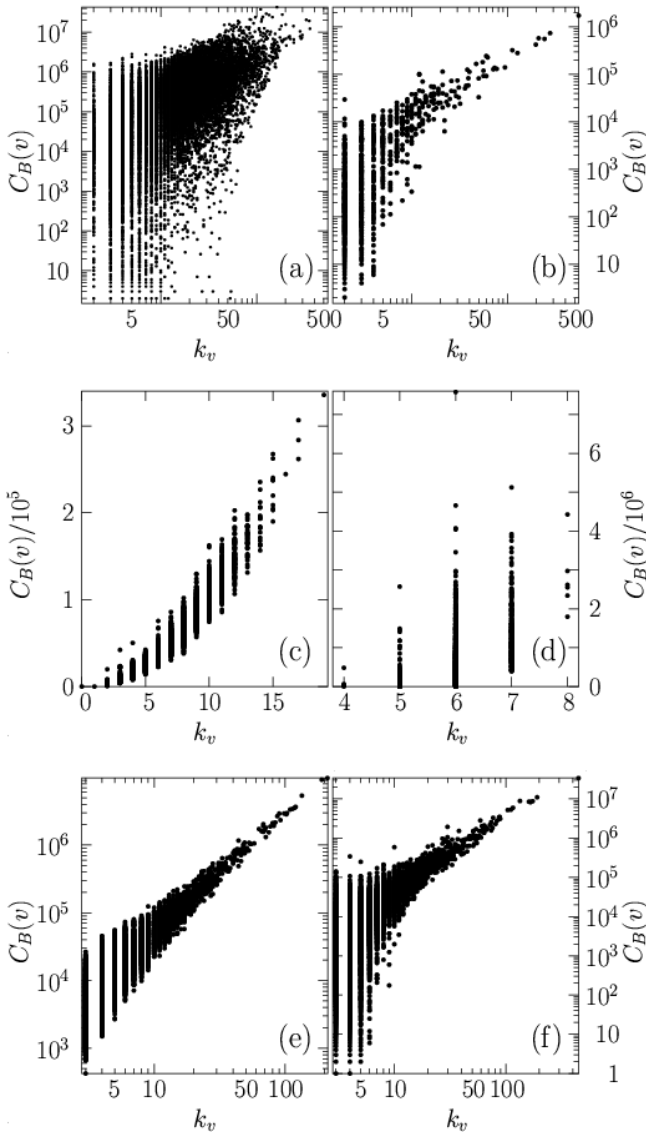 10^7
10^6
10^5
10^4
10^3
10^2
10
C_B(v)
(a)
5 50 500
k_v
10^6
10^5
10^4
10^3
10^2
10
C_B(v)
(b)
5 50 500
k_v
3
2
1
0
C_B(v)/10^5
(c)
0 5 10 15
k_v
6
4
2
0
C_B(v)/10^6
(d)
4 5 6 7 8
k_v
10^6
10^5
10^4
10^3
C_B(v)
(e)
5 10 50 100
k_v
10^7
10^6
10^5
10^4
10^3
10^2
10
1
C_B(v)
(f)
5 10 50 100
k_v